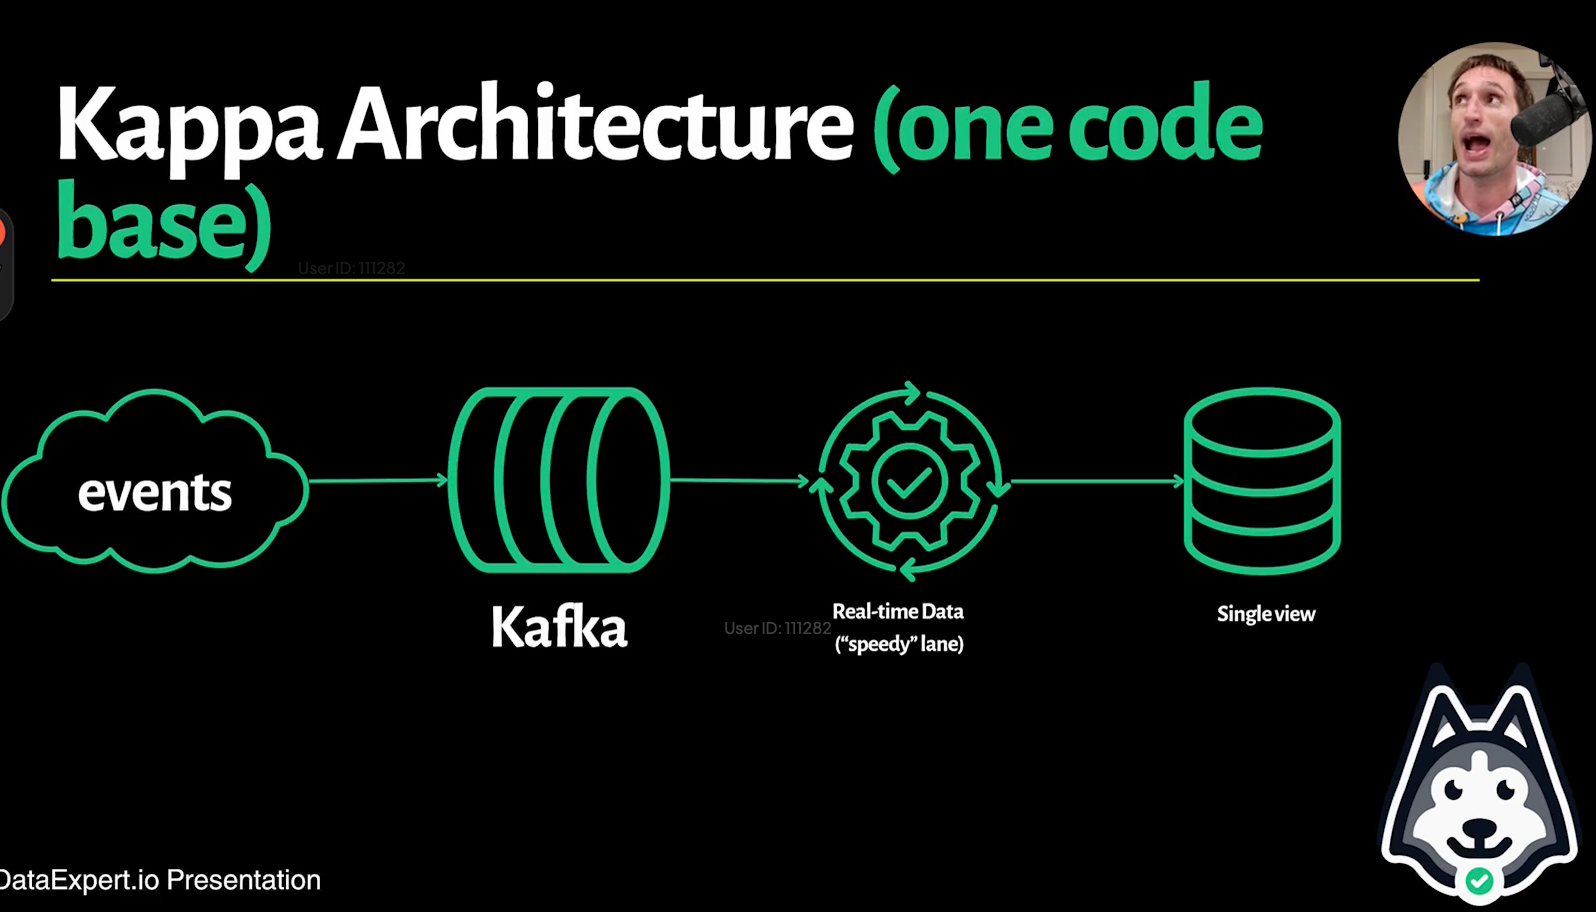 Kappa Architecture (one code
base)
User ID: 111282
events
Kafka
User ID: 111282
Real-time Data
(“speedy” lane)
Single view
DataExpert.io Presentation